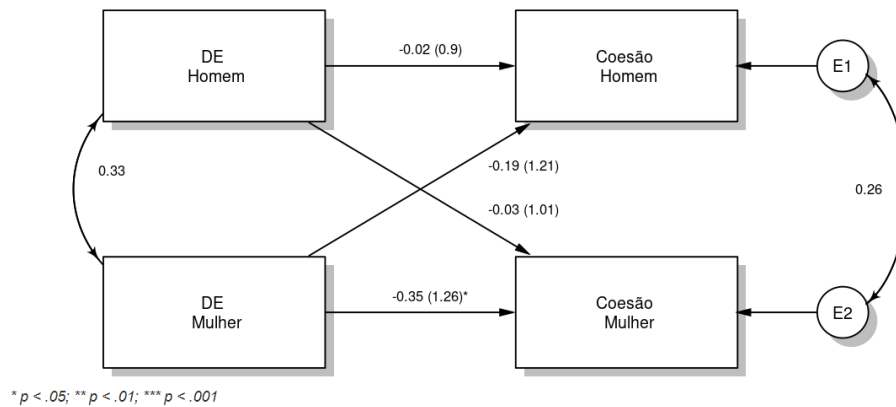 DE
Homem
-0.02 (0.9)
Coesão
Homem
E1
0.33
-0.19 (1.21)
-0.03 (1.01)
0.26
DE
Mulher
-0.35 (1.26)*
Coesão
Mulher
E2
* p < .05; ** p < .01; *** p < .001